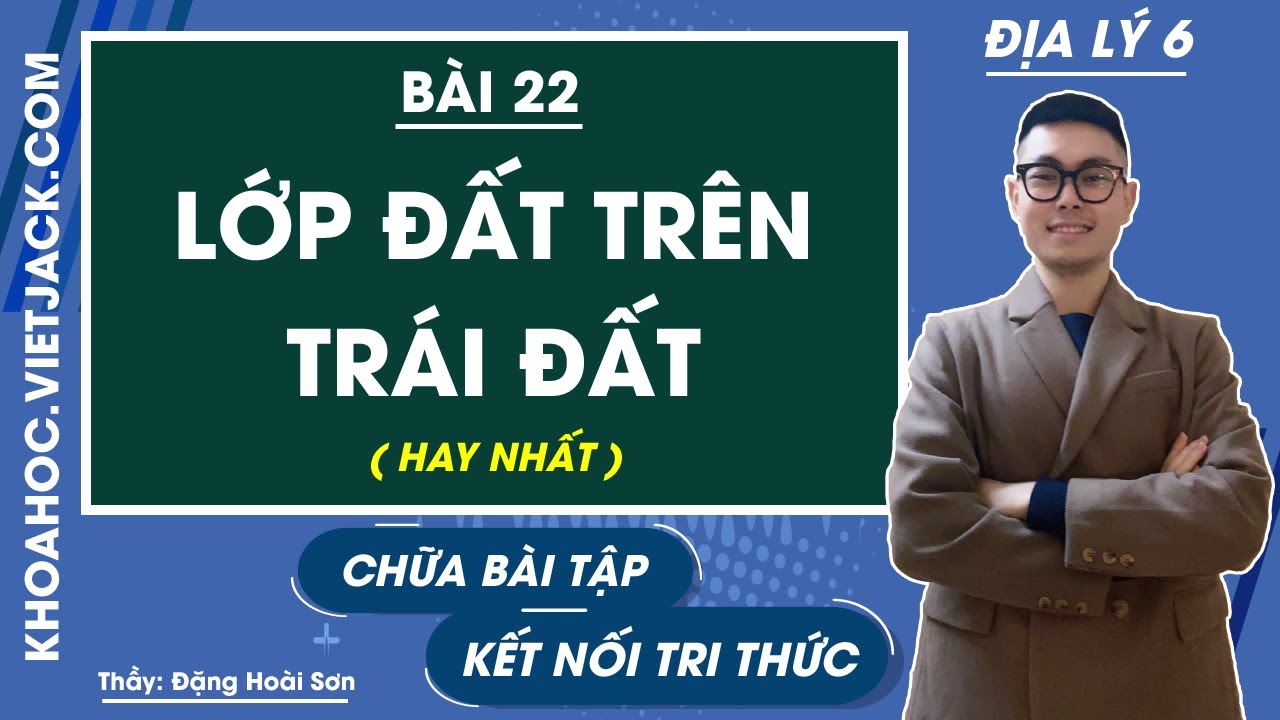 ĐỊA LÝ 6
BÀI 22
LỚP ĐẤT TRÊN
TRÁI ĐẤT
( HAY NHẤT )
CHỮA BÀI TẬP
KẾT NỐI TRI THỨC
Thầy: Đặng Hoài Sơn
KHOAHOC.VIETJACK.COM